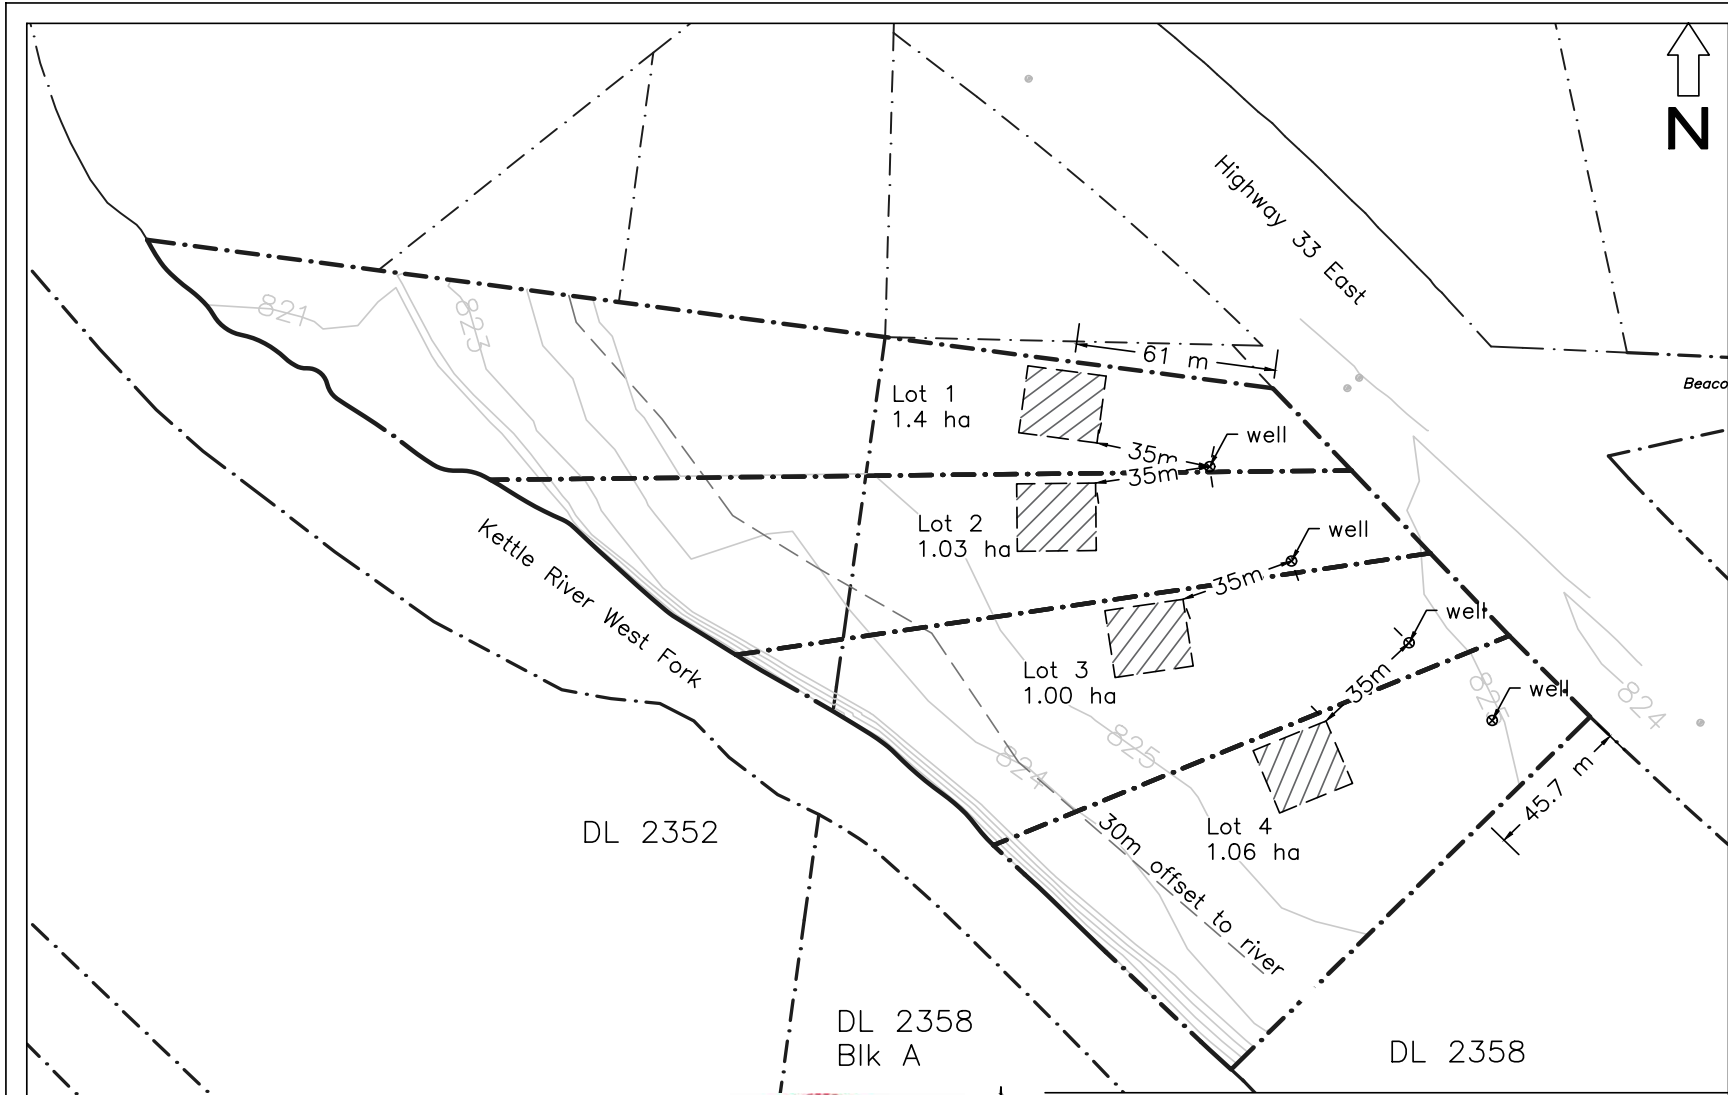 N
Highway 33 East
821
823
61 m
Beaco
Lot 1
1.4 ha
well
35m
35m
Lot 2
1.03 ha
well
Kettle River West Fork
35m
well
Lot 3
1.00 ha
35m
well
824
825
824
45.7 m
30m offset to river
Lot 4
1.06 ha
DL 2352
DL 2358
Blk A
DL 2358